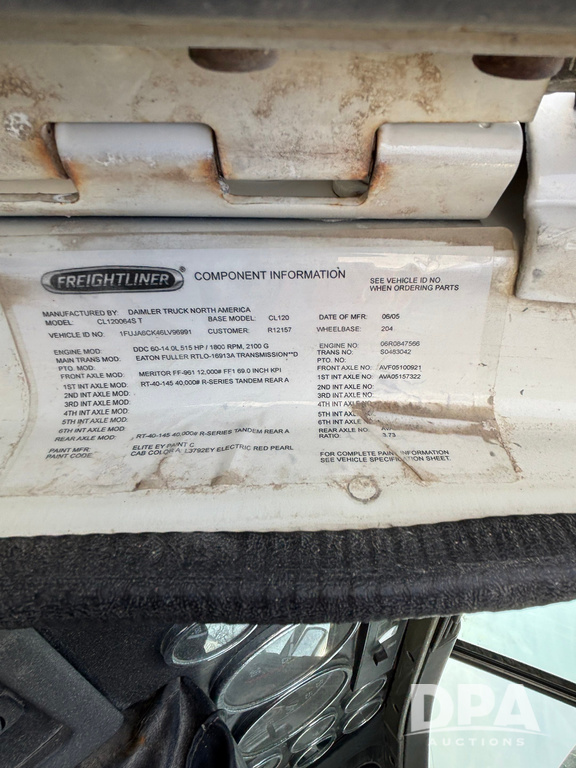 FREIGHTLINER ® COMPONENT INFORMATION SEE VEHICLE ID NO
WHEN ORDERING PARTS
MANUFACTURED BY: DAIMLER TRUCK NORTH AMERICA
MODEL CL120064S T BASE MODEL: CL120 DATE OF MFR: 06/05
VEHICLE ID NO: 1FUJA6CK46LV96991 CUSTOMER: R12157 WHEELBASE: 204
ENGINE MOD: DDC 60-14.0L 515 HP / 1800 RPM, 2100 G ENGINE NO: 06R0847566
MAIN TRANS MOD. EATON FULLER RTLO-16913A TRANSMISSION**D TRANS NO: S0483042
PTO MOD: PTO. NO:
FRONT AXLE MOD: MERITOR FF-961 12,000# FF1 69.0 INCH KPI FRONT AXLE NO: AVF05100921
1ST INT AXLE MOD: RT-40-145 40,000# R-SERIES TANDEM REAR A 1ST INT AXLE NO: AVA05157322
2ND INT AXLE MOD: 2ND INT AXLE NO:
3RD INT AXLE MOD: 3RD INT AXLE NO:
4TH INT AXLE MOD: 4TH INT AXLE
5TH INT AXLE MOD: 5TH INT
6TH INT AXLE MOD: 6TH INT AXLE
REAR AXLE MOD: RT-40-145 40,000# R-SERIES TANDEM REAR A REAR AXLE NO: AVA
RATIO: 3.73
PAINT MFR: ELITE EY PAINT C
PAINT CODE: CAB COLOR A: L3792EY ELECTRIC RED PEARL
FOR COMPLETE PAINT INFORMATION
SEE VEHICLE SPECIFICATION SHEET.
DPA
AUCTIONS